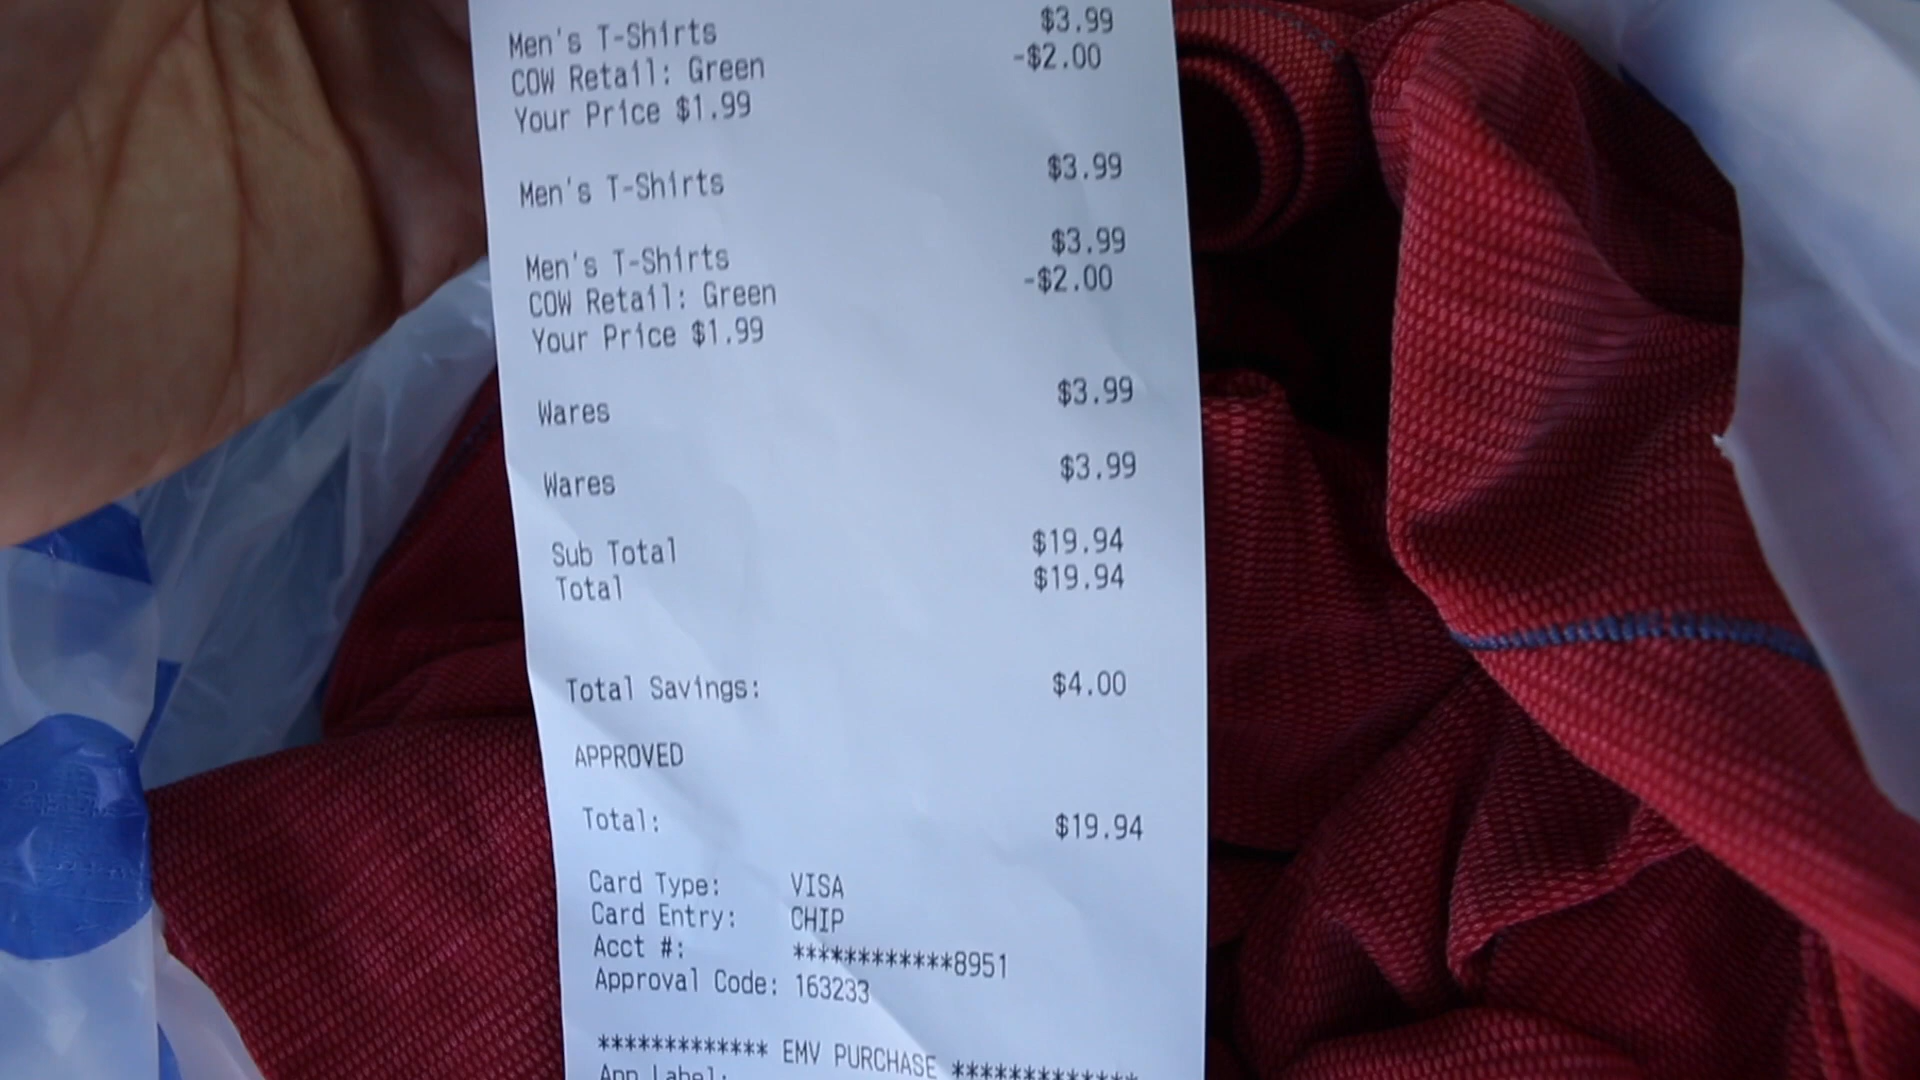 Men's T-Shirts $3.99
COW Retail: Green -$2.00
Your Price $1.99
Men's T-Shirts $3.99
Men's T-Shirts $3.99
COW Retail: Green -$2.00
Your Price $1.99
Wares $3.99
Wares $3.99
Sub Total $19.94
Total $19.94
Total Savings: $4.00
APPROVED
Total: $19.94
Card Type: VISA
Card Entry: CHIP
Acct #: ************8951
Approval Code: 163233
************* EMV PURCHASE *************
App Label: